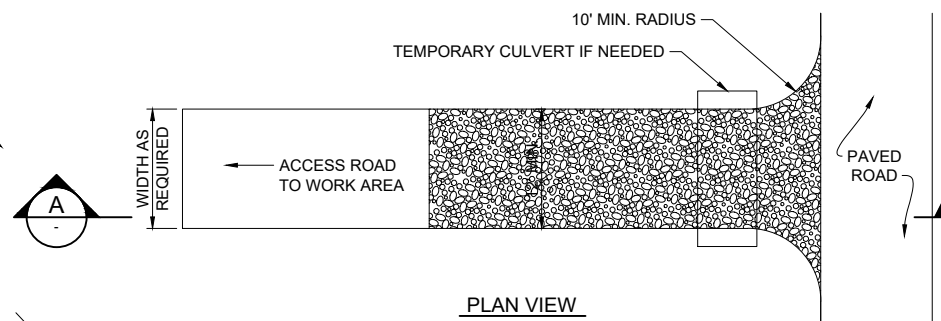 10' MIN. RADIUS
TEMPORARY CULVERT IF NEEDED
WIDTH AS
REQUIRED
ACCESS ROAD
TO WORK AREA
PAVED
ROAD
A
-
PLAN VIEW